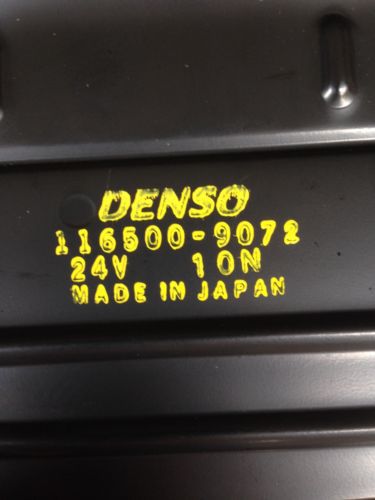 DENSO
116500-9072
24V 10N
MADE IN JAPAN